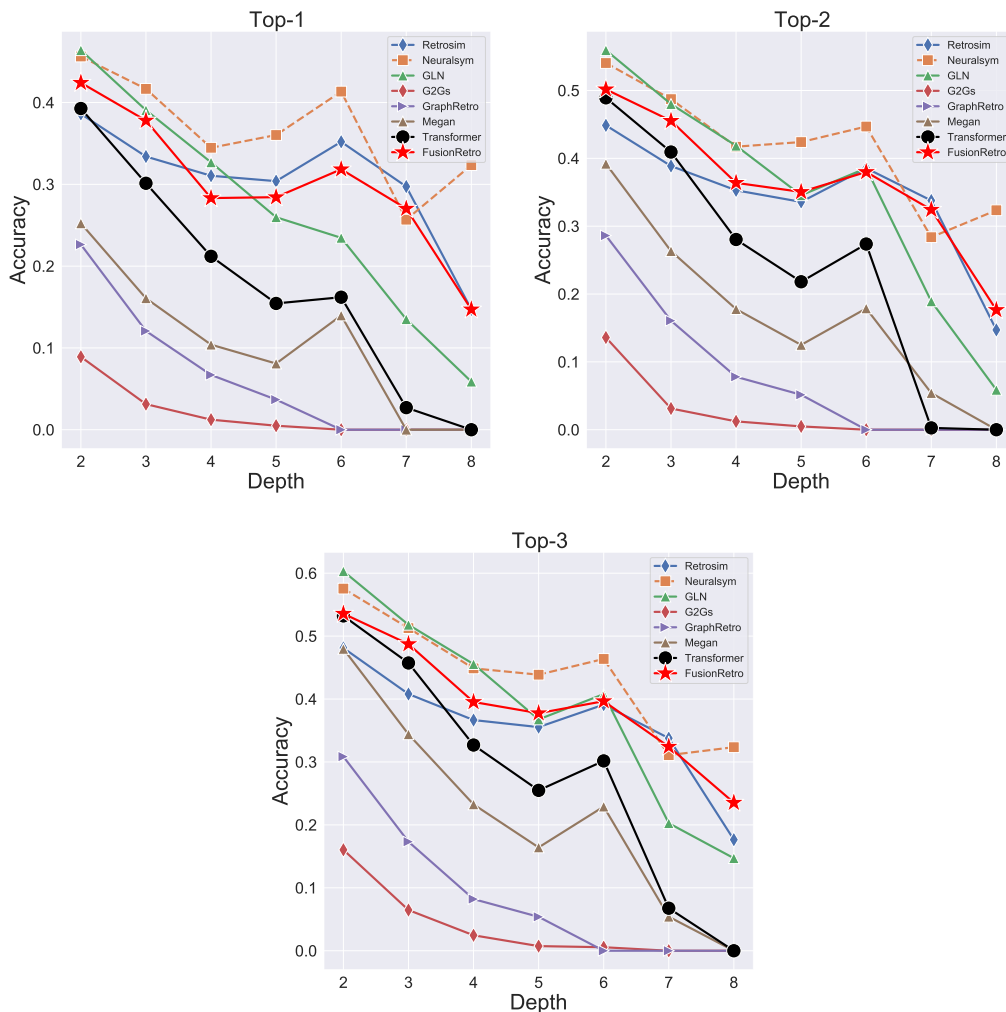 Top-1
Accuracy
0.4
0.3
0.2
0.1
0.0
2 3 4 5 6 7 8
Depth
Retrosim
Neuralsym
GLN
G2Gs
GraphRetro
Megan
Transformer
FusionRetro
Top-2
Accuracy
0.5
0.4
0.3
0.2
0.1
0.0
2 3 4 5 6 7 8
Depth
Retrosim
Neuralsym
GLN
G2Gs
GraphRetro
Megan
Transformer
FusionRetro
Top-3
Accuracy
0.6
0.5
0.4
0.3
0.2
0.1
0.0
2 3 4 5 6 7 8
Depth
Retrosim
Neuralsym
GLN
G2Gs
GraphRetro
Megan
Transformer
FusionRetro